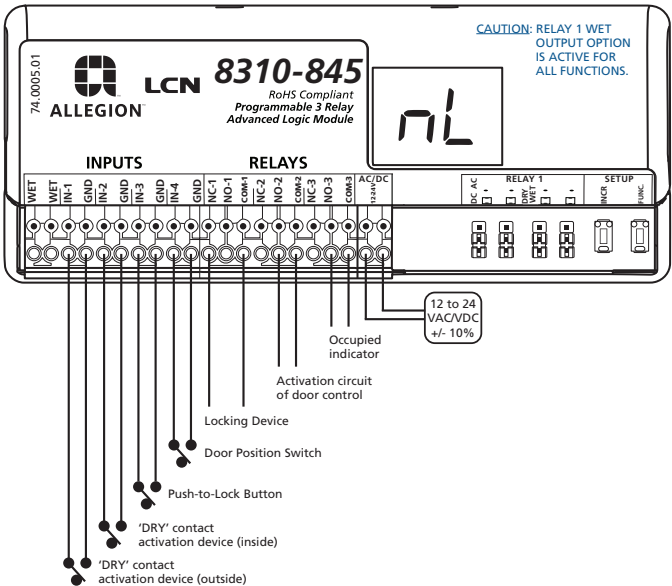 CAUTION: RELAY 1 WET
OUTPUT OPTION
IS ACTIVE FOR
ALL FUNCTIONS.
74.0005.01
ALLEGION
LCN
8310-845
RoHS Compliant
Programmable 3 Relay
Advanced Logic Module
nL
INPUTS
RELAYS
WET
WET
IN-1
GND
IN-2
GND
IN-3
GND
IN-4
GND
NC-1
NO-1
COM-1
NC-2
NO-2
COM-2
NC-3
NO-3
COM-3
AC/DC
12-24V
RELAY 1
DC AC
DRY
WET
SETUP
INCR
FUNC.
12 to 24
VAC/VDC
+/- 10%
Occupied
indicator
Activation circuit
of door control
Locking Device
Door Position Switch
Push-to-Lock Button
'DRY' contact
activation device (inside)
'DRY' contact
activation device (outside)